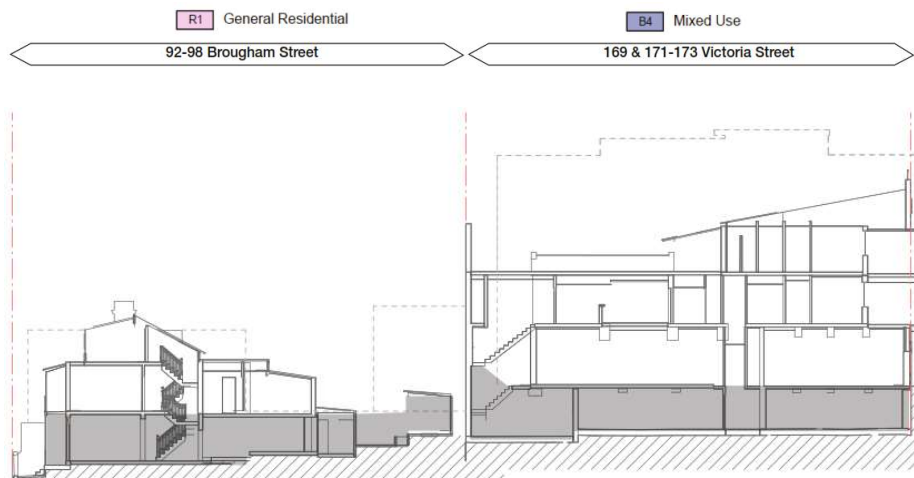 R1 General Residential
B4 Mixed Use
92-98 Brougham Street
169 & 171-173 Victoria Street